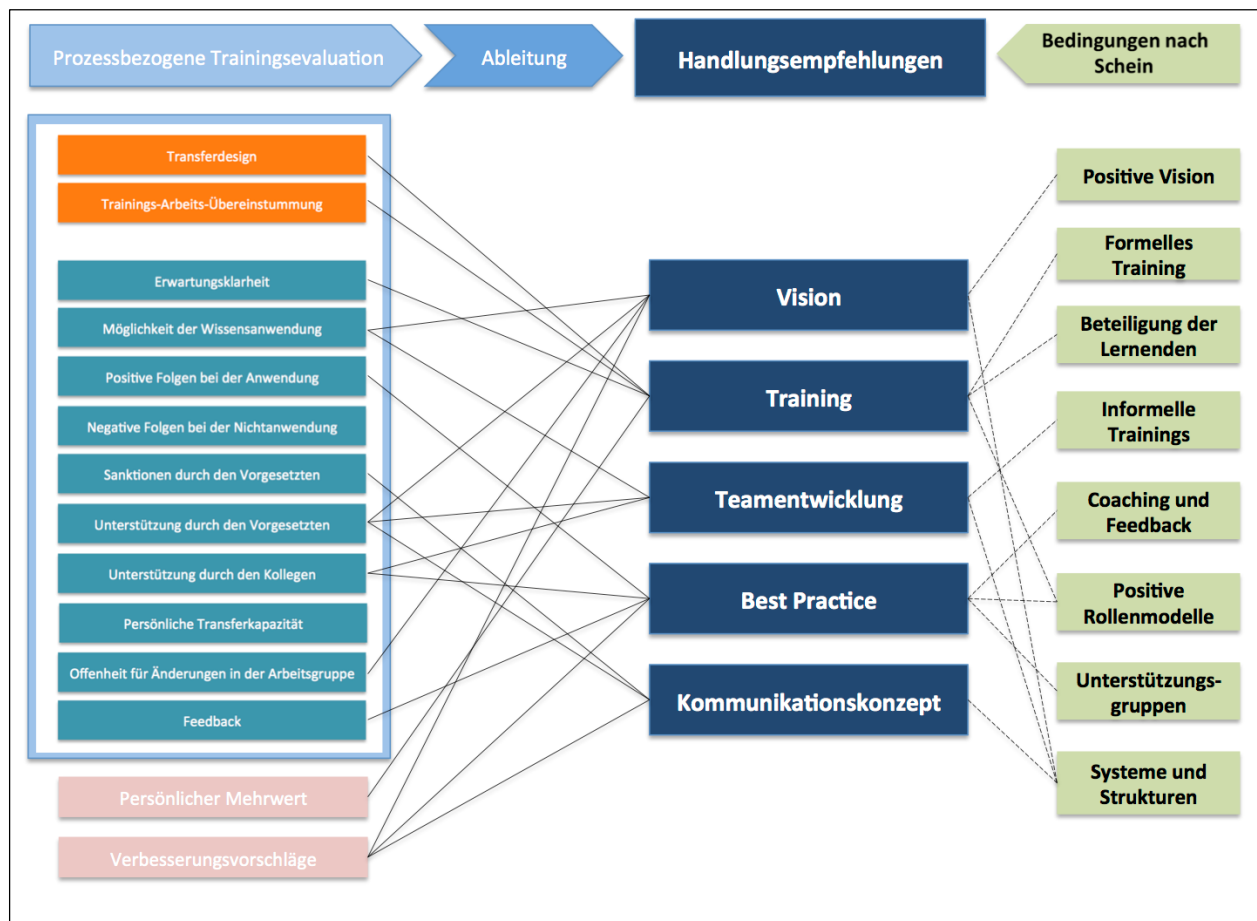 Prozessbezogene Trainingsevaluation
Ableitung
Handlungsempfehlungen
Bedingungen nach
Schein
Transferdesign
Trainings-Arbeits-Übereinstummung
Erwartungsklarheit
Möglichkeit der Wissensanwendung
Positive Folgen bei der Anwendung
Negative Folgen bei der Nichtanwendung
Sanktionen durch den Vorgesetzten
Unterstützung durch den Vorgesetzten
Unterstützung durch den Kollegen
Persönliche Transferkapazität
Offenheit für Änderungen in der Arbeitsgruppe
Feedback
Persönlicher Mehrwert
Verbesserungsvorschläge
Vision
Training
Teamentwicklung
Best Practice
Kommunikationskonzept
Positive Vision
Formelles
Training
Beteiligung der
Lernenden
Informelle
Trainings
Coaching und
Feedback
Positive
Rollenmodelle
Unterstützungs-
gruppen
Systeme und
Strukturen